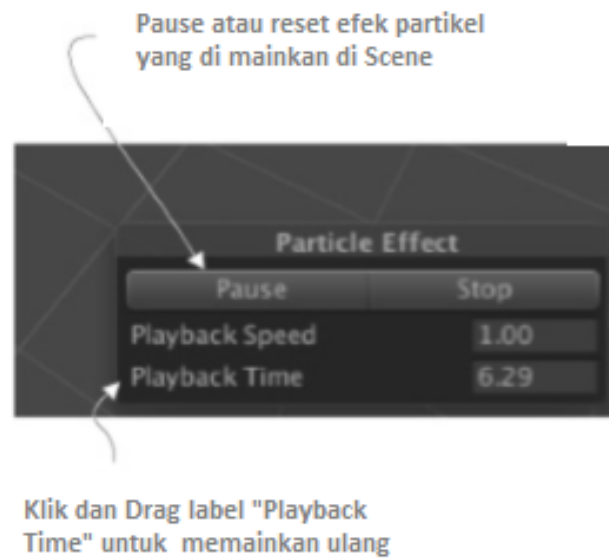 Pause atau reset efek partikel
yang di mainkan di Scene
Particle Effect
Pause Stop
Playback Speed 1.00
Playback Time 6.29
Klik dan Drag label "Playback
Time" untuk memainkan ulang